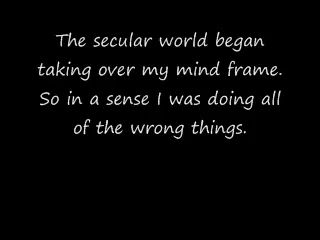 The secular world began
taking over my mind frame.
So in a sense I was doing all
of the wrong things.